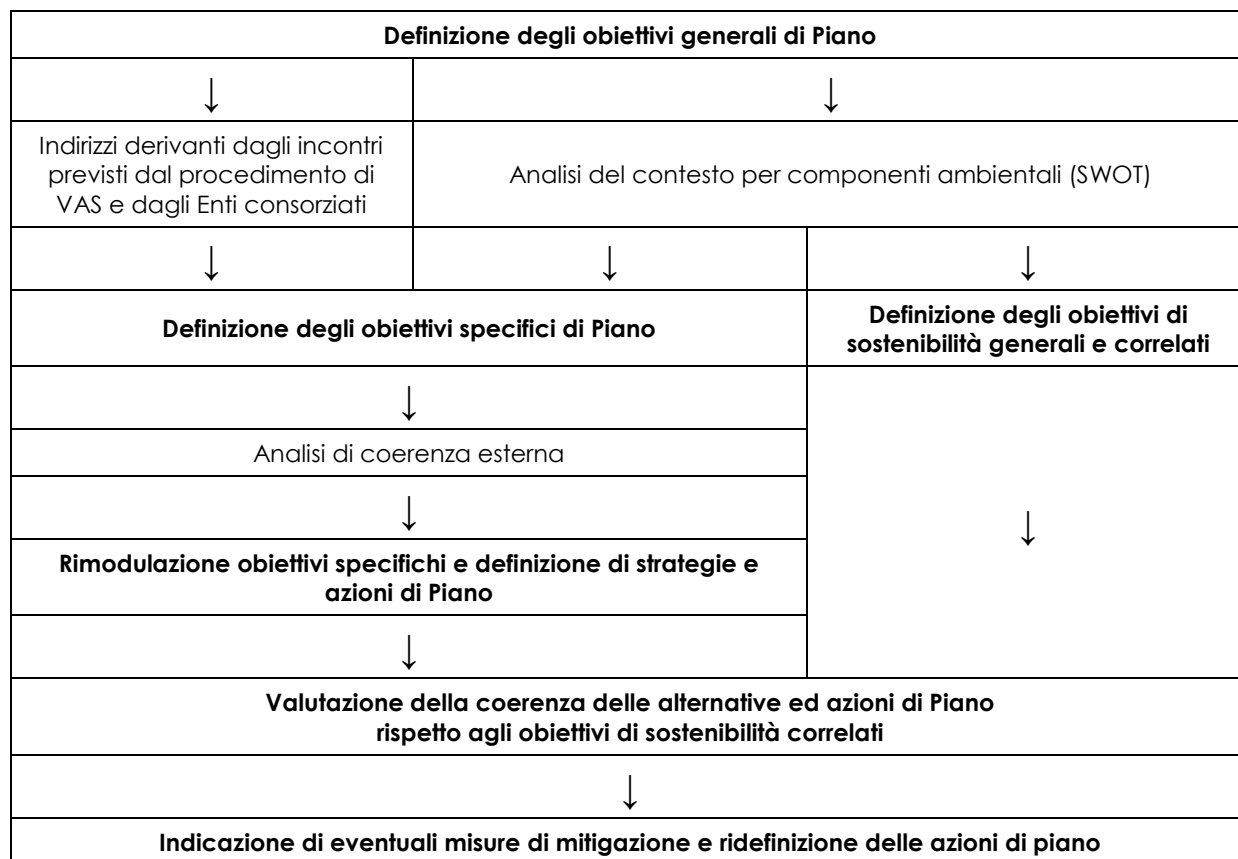 Definizione degli obiettivi generali di Piano
↓ ↓
Indirizzi derivanti dagli incontri
previsti dal procedimento di
VAS e dagli Enti consorziati
Analisi del contesto per componenti ambientali (SWOT)
↓ ↓ ↓
Definizione degli obiettivi specifici di Piano
Definizione degli obiettivi di
sostenibilità generali e correlati
↓
Analisi di coerenza esterna
↓
↓
Rimodulazione obiettivi specifichi e definizione di strategie e
azioni di Piano
↓
Valutazione della coerenza delle alternative ed azioni di Piano
rispetto agli obiettivi di sostenibilità correlati
↓
Indicazione di eventuali misure di mitigazione e ridefinizione delle azioni di piano